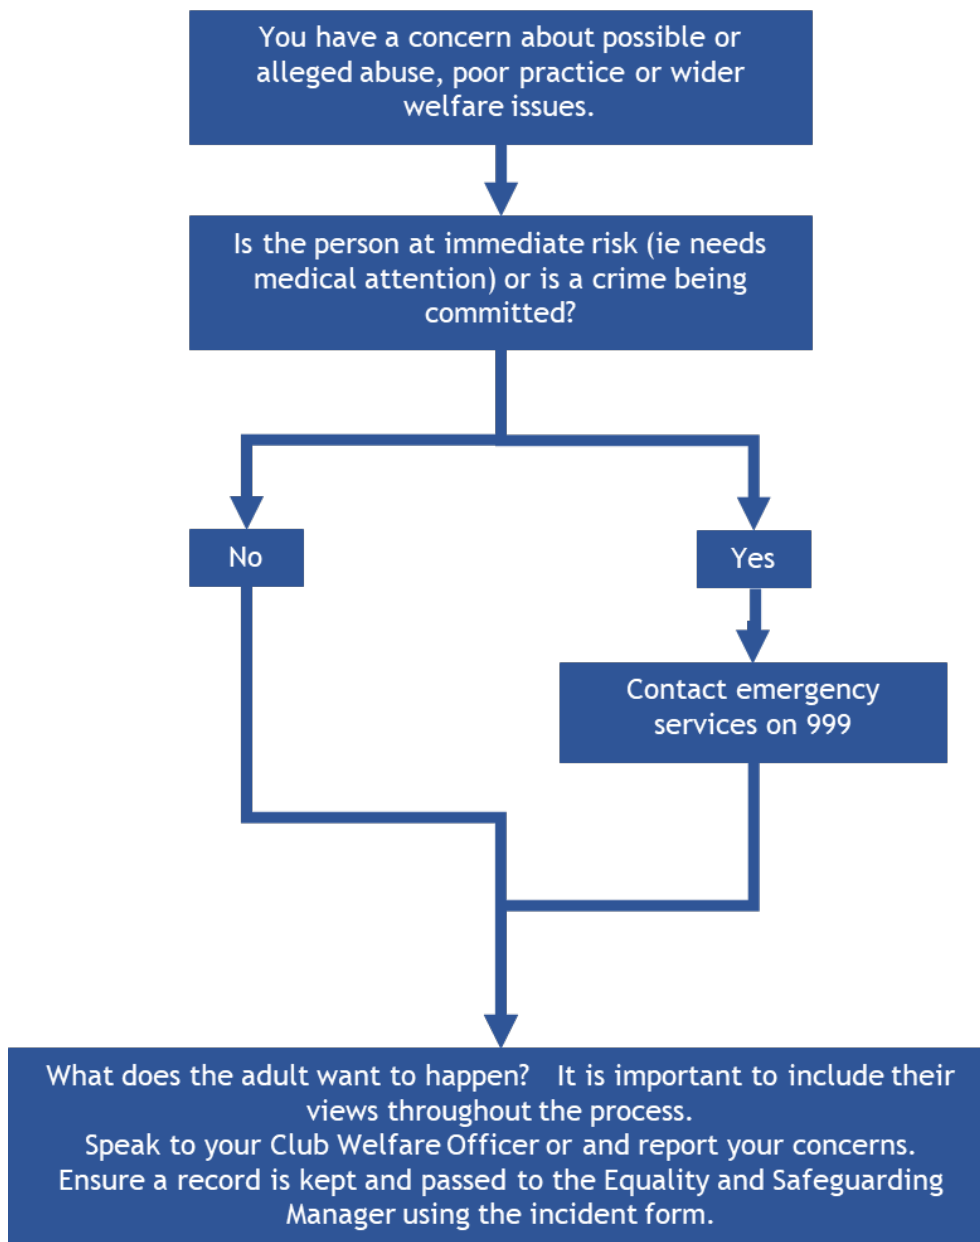 You have a concern about possible or
alleged abuse, poor practice or wider
welfare issues.
Is the person at immediate risk (ie needs
medical attention) or is a crime being
committed?
No
Yes
Contact emergency
services on 999
What does the adult want to happen?   It is important to include their
views throughout the process.
Speak to your Club Welfare Officer or and report your concerns.
Ensure a record is kept and passed to the Equality and Safeguarding
Manager using the incident form.